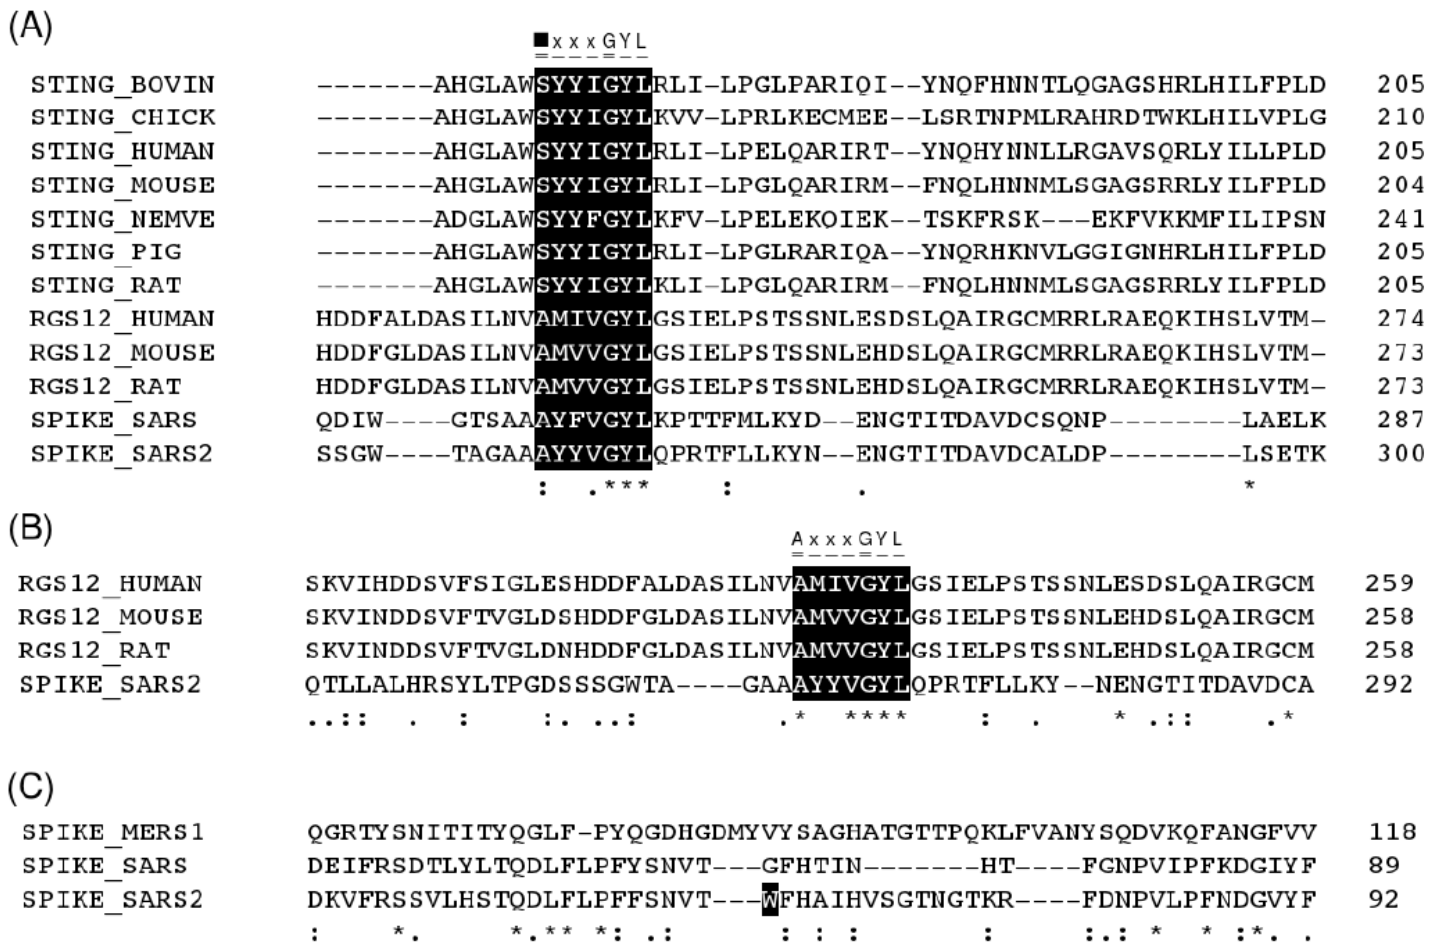 (A)
■xxxGYL
STING_BOVIN -------AHGLAWSYYIGYLRLI-LPGLPARIQI--YNQFHNNTLQGAGSHRLHILFPLD 205
STING_CHICK -------AHGLAWSYYIGYLKVV-LPRLKECMEE--LSRTNPMLRAHRDTWKLHILVPLG 210
STING_HUMAN -------AHGLAWSYYIGYLRLI-LPELQARIRT--YNQHYNNLLRGAVSQRLYILLPLD 205
STING_MOUSE -------AHGLAWSYYIGYLRLI-LPGLQARIRM--FNQLHNNMLSGAGSRRLYILFPLD 204
STING_NEMVE -------ADGLAWSYYFGYLKFV-LPELEKQIEK--TSKFRSK---EKFVKKMFILIPSN 241
STING_PIG -------AHGLAWSYYIGYLRLI-LPGLRARIQA--YNQRHKNVLGGIGNHRLHILFPLD 205
STING_RAT -------AHGLAWSYYIGYLKLI-LPGLQARIRM--FNQLHNNMLSGAGSRRLYILFPLD 205
RGS12_HUMAN HDDFALDASILNVAMIVGYLGSIELPSTSSNLESDSLQAIRGCMRRLRAEQKIHSLVTM- 274
RGS12_MOUSE HDDFGLDASILNVAMVVGYLGSIELPSTSSNLEHDSLQAIRGCMRRLRAEQKIHSLVTM- 273
RGS12_RAT HDDFGLDASILNVAMVVGYLGSIELPSTSSNLEHDSLQAIRGCMRRLRAEQKIHSLVTM- 273
SPIKE_SARS QDIW----GTSAAAYFVGYLKPTTFMLKYD--ENGTITDAVDCSQNP--------LAELK 287
SPIKE_SARS2 SSGW----TAGAAAYYVGYLQPRTFLLKYN--ENGTITDAVDCALDP--------LSETK 300
: .*** : . *
(B)
AxxxGYL
RGS12_HUMAN SKVIHDDSVFSIGLESHDDFALDASILNVAMIVGYLGSIELPSTSSNLESDSLQAIRGCM 259
RGS12_MOUSE SKVINDDSVFTVGLDSHDDFGLDASILNVAMVVGYLGSIELPSTSSNLEHDSLQAIRGCM 258
RGS12_RAT SKVINDDSVFTVGLDNHDDFGLDASILNVAMVVGYLGSIELPSTSSNLEHDSLQAIRGCM 258
SPIKE_SARS2 QTLLALHRSYLTPGDSSSGWTA----GAAAYYVGYLQPRTFLLKY--NENGTITDAVDCA 292
..:: . : :. ..: .* **** : . * .:: .*
(C)
SPIKE_MERS1 QGRTYSNITITYQGLF-PYQGDHGDMYVYSAGHATGTTPQKLFVANYSQDVKQFANGFVV 118
SPIKE_SARS DEIFRSDTLYLTQDLFLPFYSNVT---GFHTIN-------HT----FGNPVIPFKDGIYF 89
SPIKE_SARS2 DKVFRSSVLHSTQDLFLPFFSNVT---WFHAIHVSGTNGTKR----FDNPVLPFNDGVYF 92
: *. *.** *: .: : : : : :.: * * :*. .